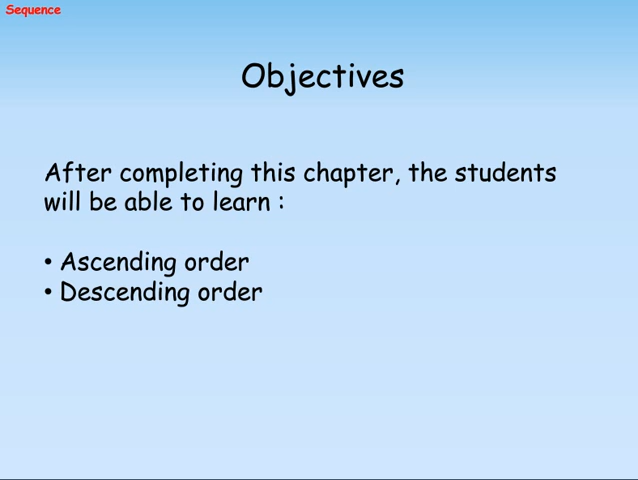 Sequence
Objectives
After completing this chapter, the students
will be able to learn :
• Ascending order
• Descending order